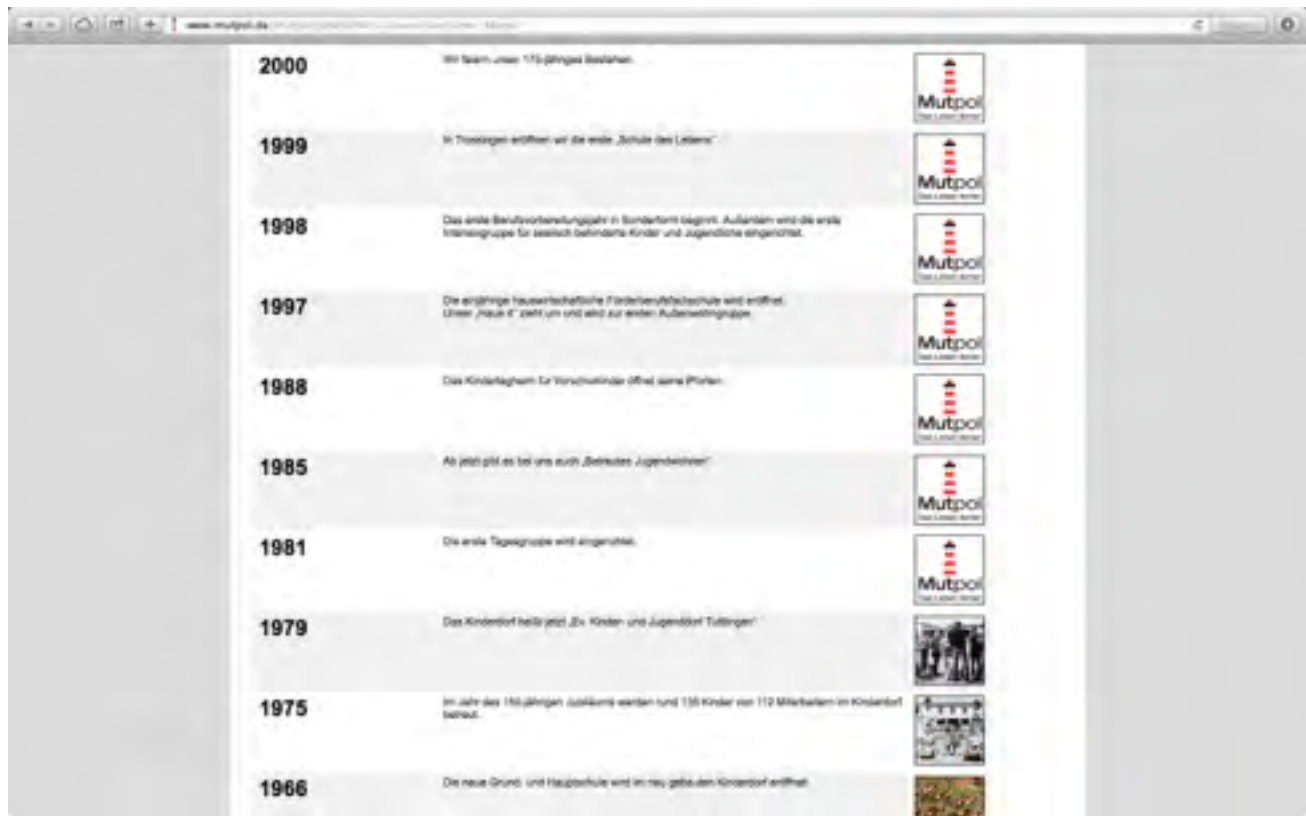 www.mutpol.de
2000
Wir feiern unser 175-jähriges Bestehen.
Mutpol
1999
In Trossingen eröffnen wir die erste „Schule des Lebens“.
Mutpol
1998
Das erste Berufsvorbereitungsjahr in Sonderform beginnt. Außerdem wird die erste
Intensivgruppe für seelisch behinderte Kinder und Jugendliche eingerichtet.
Mutpol
1997
Die einjährige hauswirtschaftliche Förderberufsfachschule wird eröffnet.
Unser „Haus 6“ zieht um und wird zur ersten Außenwohngruppe.
Mutpol
1988
Das Kindertagheim für Vorschulkinder öffnet seine Pforten.
Mutpol
1985
Ab jetzt gibt es bei uns auch „Betreutes Jugendwohnen“
Mutpol
1981
Die erste Tagesgruppe wird eingerichtet.
Mutpol
1979
Das Kinderdorf heißt jetzt „Ev. Kinder- und Jugenddorf Tuttlingen“
1975
Im Jahr des 150-jährigen Jubiläums werden rund Kinder von 112 Mitarbeitern im Kinderdorf
betreut.
1966
Die neue Grund- und Hauptschule wird im neu gebauten Kinderdorf eröffnet.